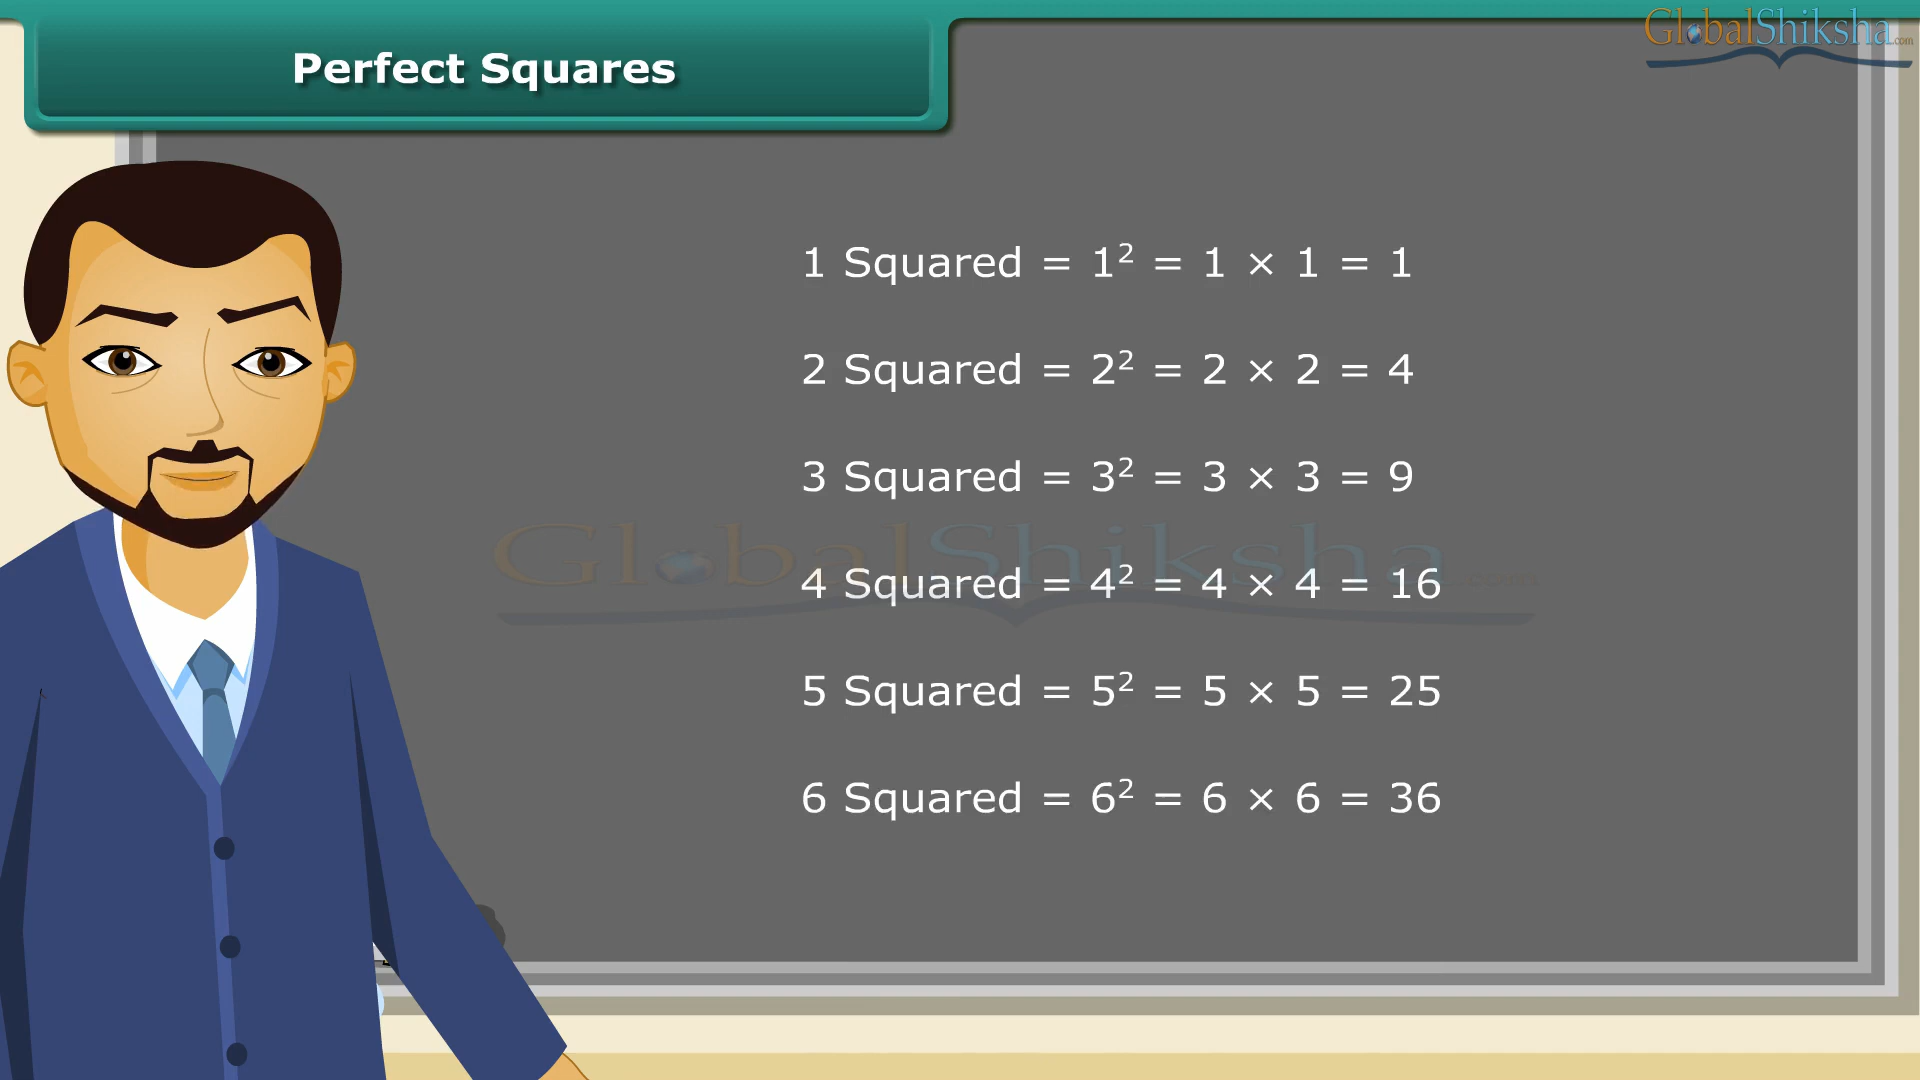 Perfect Squares
GlobalShiksha.com
1 Squared = 1² = 1 × 1 = 1
2 Squared = 2² = 2 × 2 = 4
3 Squared = 3² = 3 × 3 = 9
GlobalShiksha.com
4 Squared = 4² = 4 × 4 = 16
5 Squared = 5² = 5 × 5 = 25
6 Squared = 6² = 6 × 6 = 36